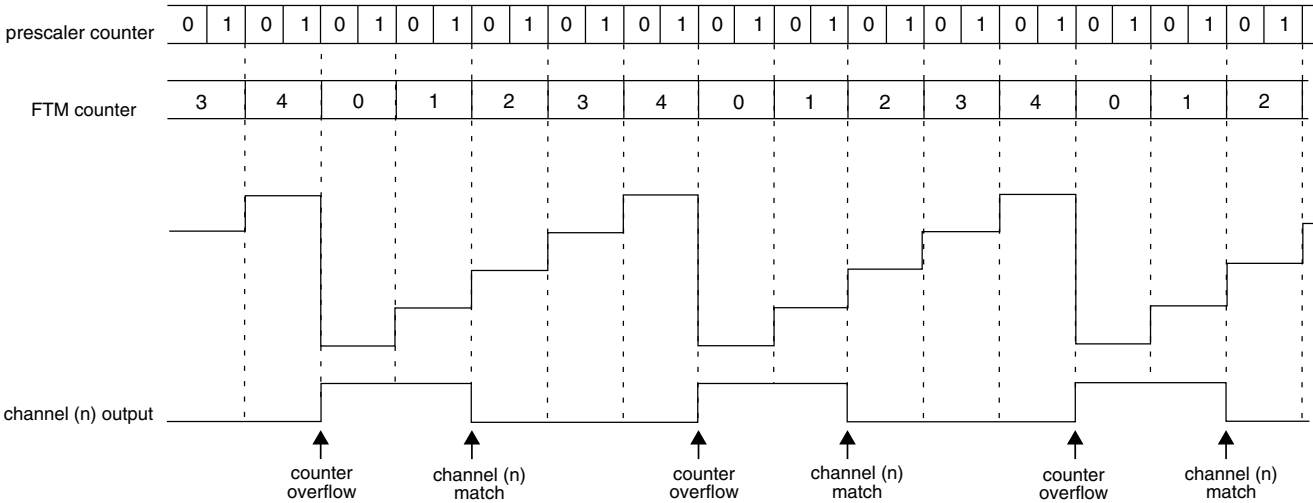 prescaler counter 0 1 0 1 0 1 0 1 0 1 0 1 0 1 0 1 0 1 0 1 0 1 0 1 0 1 0 1 0 1
FTM counter 3 4 0 1 2 3 4 0 1 2 3 4 0 1 2
channel (n) output
counter overflow
channel (n) match
counter overflow
channel (n) match
counter overflow
channel (n) match